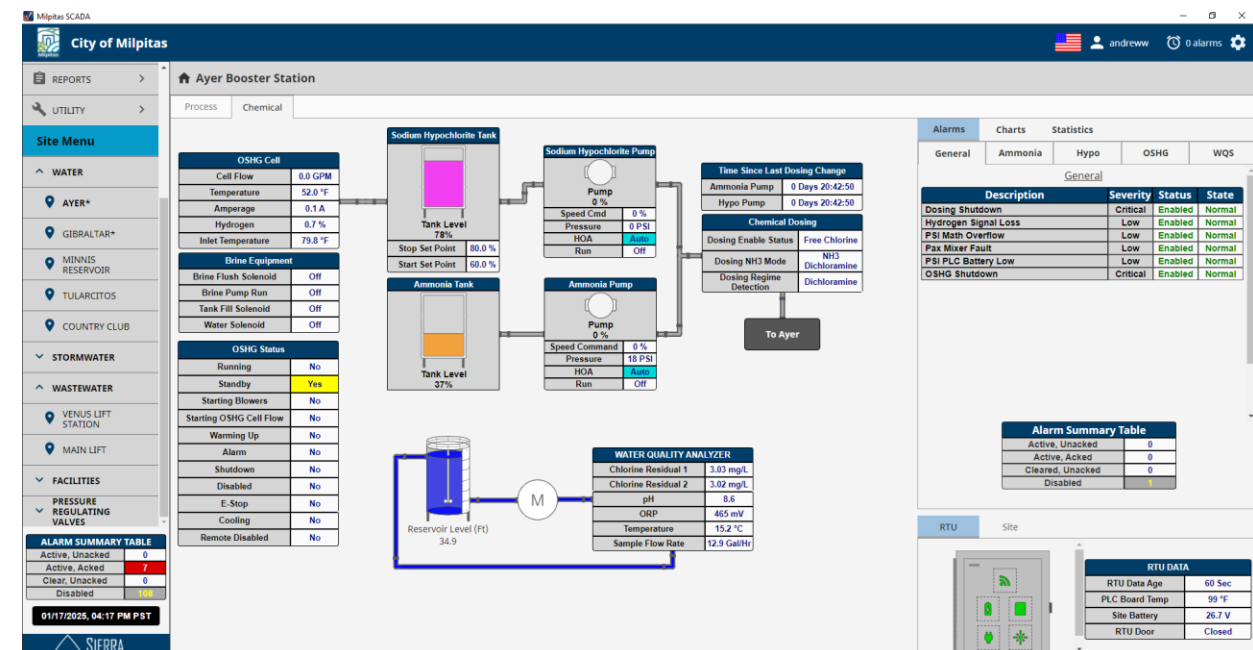 Milpitas SCADA
City of Milpitas
Milpitas
andreww
0 alarms
REPORTS
UTILITY
Site Menu
WATER
AYER*
GIBRALTAR*
MINNIS
RESERVOIR
TULARCITOS
COUNTRY CLUB
STORMWATER
WASTEWATER
VENUS LIFT
STATION
MAIN LIFT
FACILITIES
PRESSURE
REGULATING
VALVES
ALARM SUMMARY TABLE
Active, Unacked 0
Active, Acked 7
Clear, Unacked 0
Disabled 108
01/17/2025, 04:17 PM PST
SIERRA
Ayer Booster Station
Process Chemical
OSHG Cell
Cell Flow 0.0 GPM
Temperature 52.0 °F
Amperage 0.1 A
Hydrogen 0.7 %
Inlet Temperature 79.8 °F
Brine Equipment
Brine Flush Solenoid Off
Brine Pump Run Off
Tank Fill Solenoid Off
Water Solenoid Off
OSHG Status
Running No
Standby Yes
Starting Blowers No
Starting OSHG Cell Flow No
Warming Up No
Alarm No
Shutdown No
Disabled No
E-Stop No
Cooling No
Remote Disabled No
Sodium Hypochlorite Tank
Tank Level
78%
Stop Set Point 80.0 %
Start Set Point 60.0 %
Ammonia Tank
Tank Level
37%
Sodium Hypochlorite Pump
Pump
0 %
Speed Cmd 0 %
Pressure 0 PSI
HOA Auto
Run Off
Ammonia Pump
Pump
0 %
Speed Command 0 %
Pressure 18 PSI
HOA Auto
Run Off
Time Since Last Dosing Change
Ammonia Pump 0 Days 20:42:50
Hypo Pump 0 Days 20:42:50
Chemical Dosing
Dosing Enable Status Free Chlorine
Dosing NH3 Mode NH3 Dichloramine
Dosing Regime Detection Dichloramine
To Ayer
Reservoir Level (Ft)
34.9
M
WATER QUALITY ANALYZER
Chlorine Residual 1 3.03 mg/L
Chlorine Residual 2 3.02 mg/L
pH 8.6
ORP 465 mV
Temperature 15.2 °C
Sample Flow Rate 12.9 Gal/Hr
Alarms Charts Statistics
General Ammonia Hypo OSHG WQS
General
Description Severity Status State
Dosing Shutdown Critical Enabled Normal
Hydrogen Signal Loss Low Enabled Normal
PSI Math Overflow Low Enabled Normal
Pax Mixer Fault Low Enabled Normal
PSI PLC Battery Low Low Enabled Normal
OSHG Shutdown Critical Enabled Normal
Alarm Summary Table
Active, Unacked 0
Active, Acked 0
Cleared, Unacked 0
Disabled 1
RTU Site
RTU DATA
RTU Data Age 60 Sec
PLC Board Temp 99 °F
Site Battery 26.7 V
RTU Door Closed